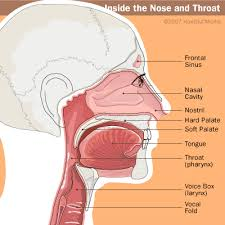 Inside the Nose and Throat
©2007 HowStuffWorks
Frontal
Sinus
Nasal
Cavity
Nostril
Hard Palate
Soft Palate
Tongue
Throat
(pharynx)
Voice Box
(larynx)
Vocal
Fold